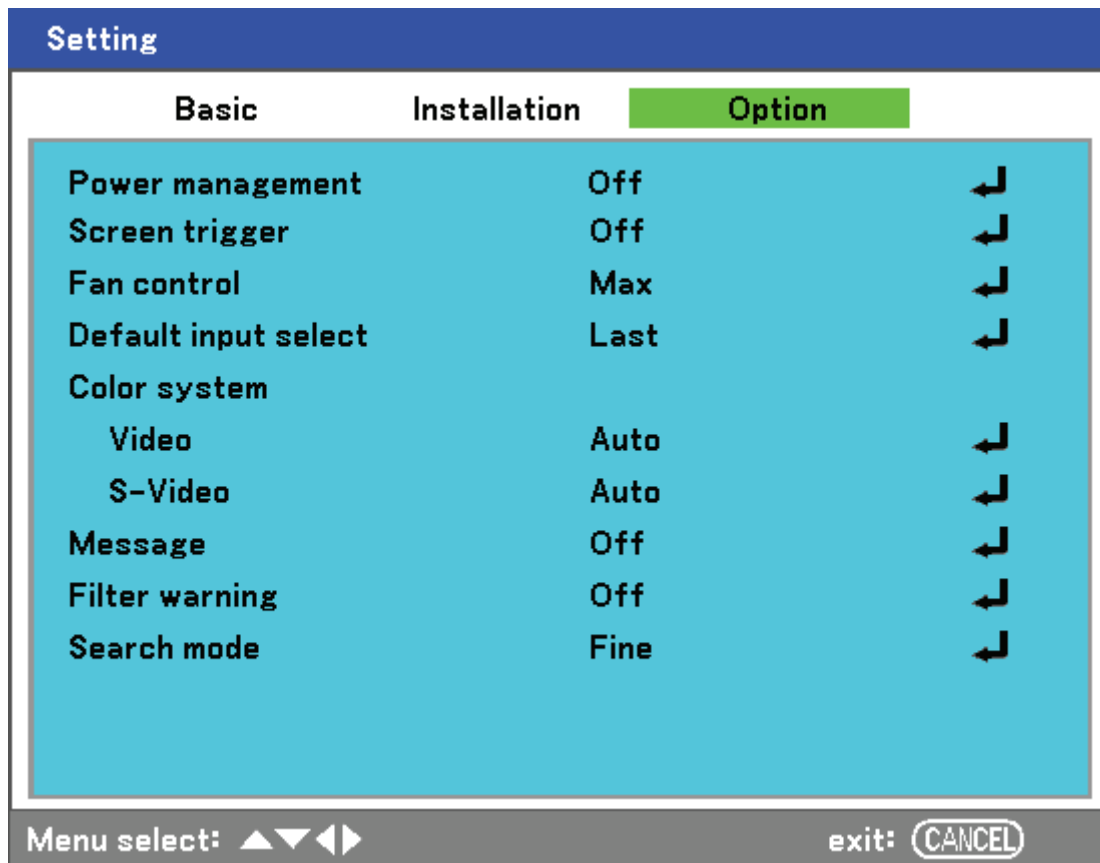 Setting
Basic Installation Option
Power management Off
Screen trigger Off
Fan control Max
Default input select Last
Color system
Video Auto
S-Video Auto
Message Off
Filter warning Off
Search mode Fine
Menu select: ▲▼◀▶ exit: CANCEL